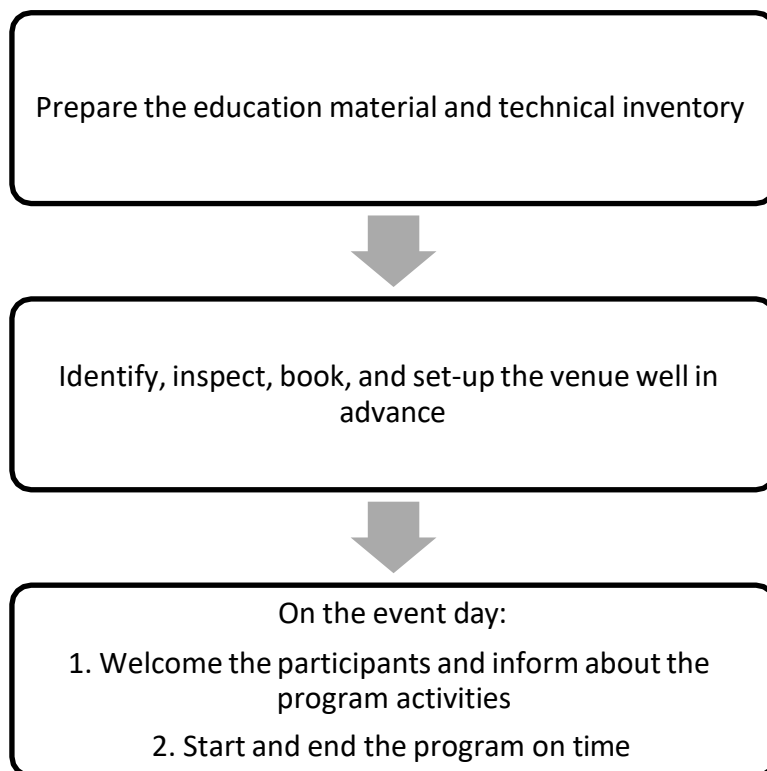 Prepare the education material and technical inventory
Identify, inspect, book, and set-up the venue well in
advance
On the event day:
1. Welcome the participants and inform about the
program activities
2. Start and end the program on time